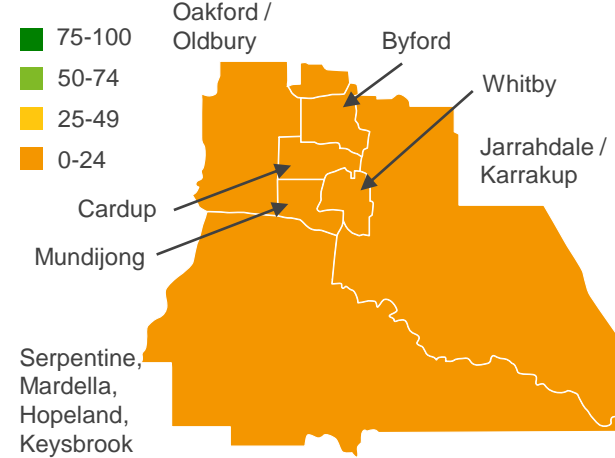 75-100
50-74
25-49
0-24
Oakford /
Oldbury
Byford
Whitby
Jarrahdale /
Karrakup
Cardup
Mundijong
Serpentine,
Mardella,
Hopeland,
Keysbrook